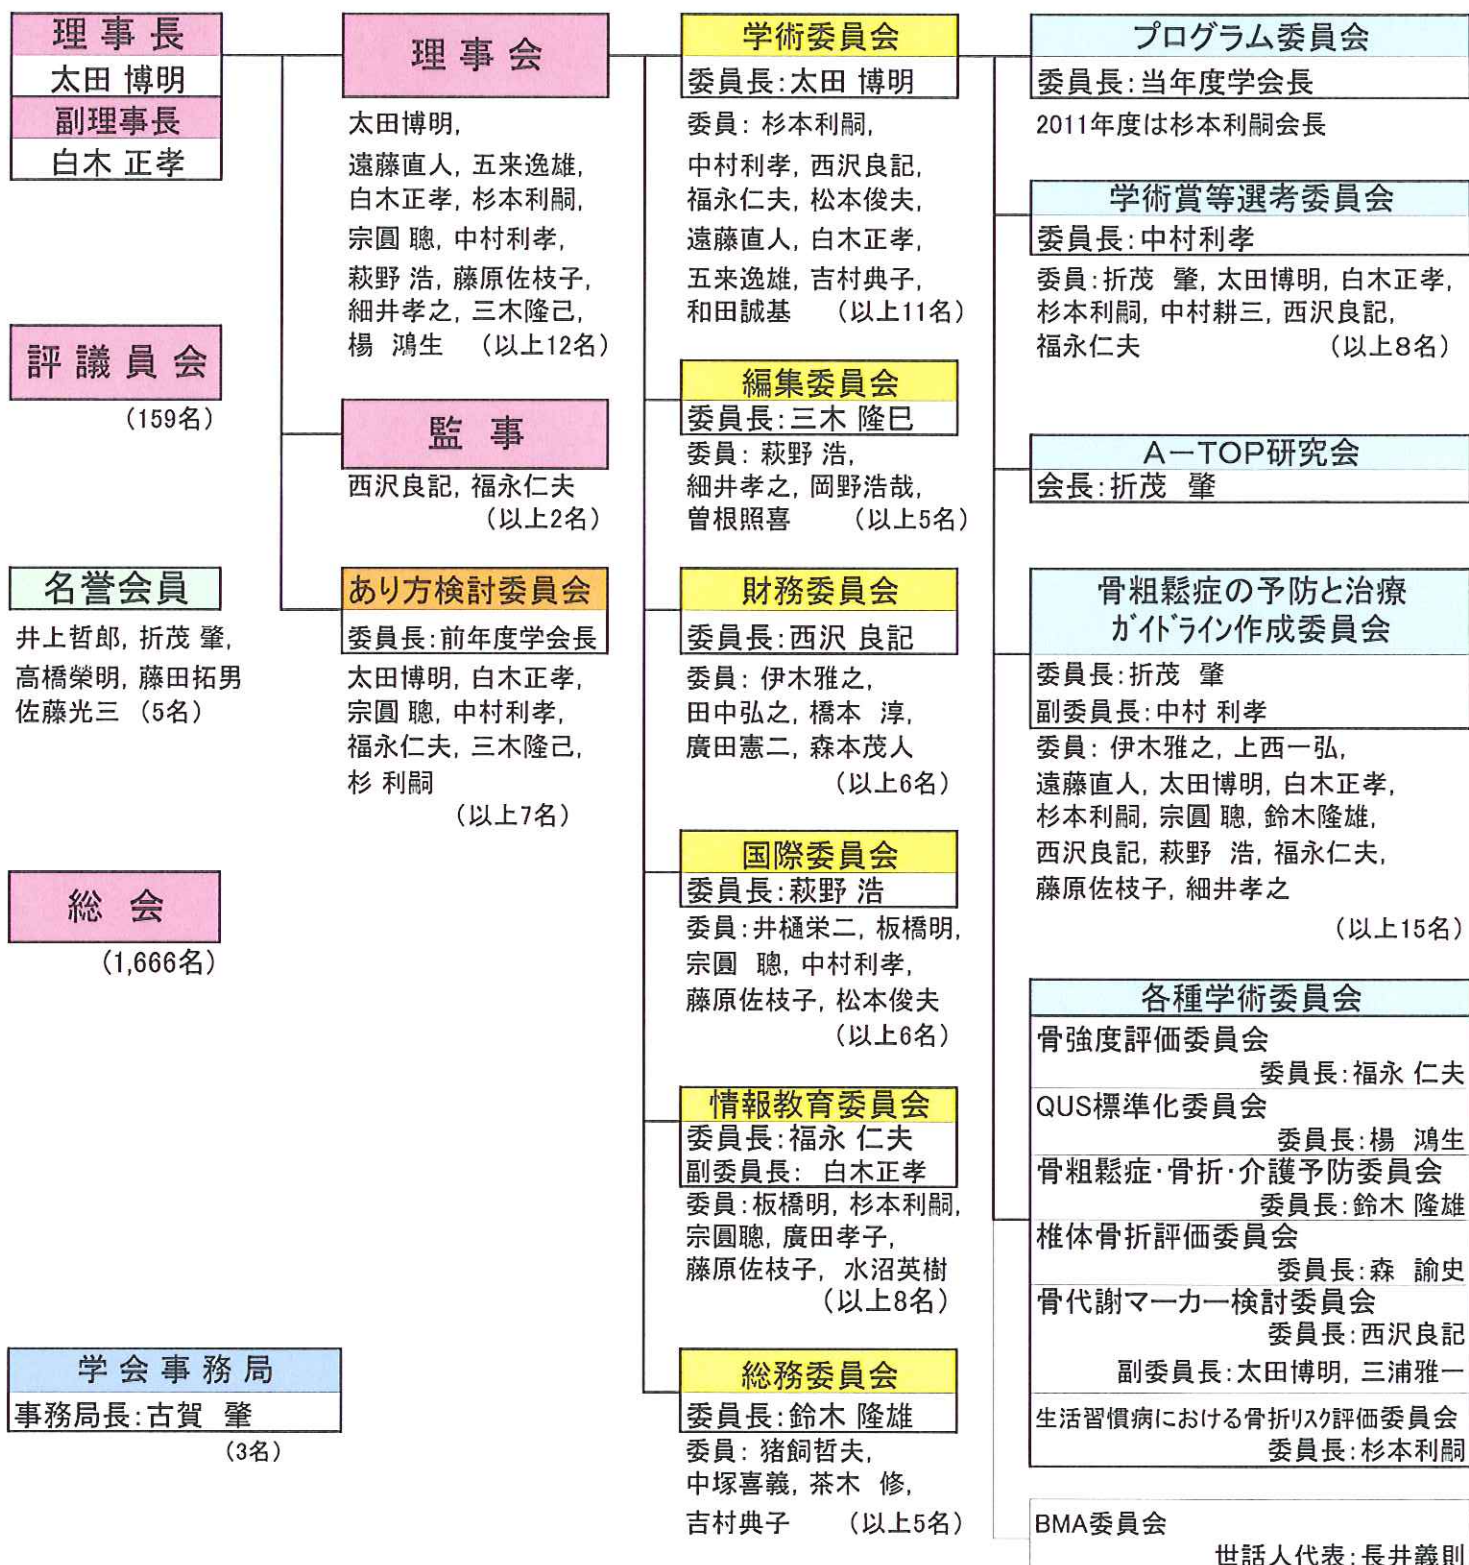 理事長
太田 博明
副理事長
白木 正孝
評議員会
(159名)
名誉会員
井上哲郎, 折茂 肇,
高橋榮明, 藤田拓男
佐藤光三 (5名)
総会
(1,666名)
学会事務局
事務局長:古賀 肇
(3名)
理事会
太田博明,
遠藤直人, 五来逸雄,
白木正孝, 杉本利嗣,
宗圓 聰, 中村利孝,
萩野 浩, 藤原佐枝子,
細井孝之, 三木隆己,
楊 鴻生 (以上12名)
監事
西沢良記, 福永仁夫
(以上2名)
あり方検討委員会
委員長:前年度学会長
太田博明, 白木正孝,
宗圓 聰, 中村利孝,
福永仁夫, 三木隆己,
杉 利嗣
(以上7名)
学術委員会
委員長:太田 博明
委員: 杉本利嗣,
中村利孝, 西沢良記,
福永仁夫, 松本俊夫,
遠藤直人, 白木正孝,
五来逸雄, 吉村典子,
和田誠基 (以上11名)
編集委員会
委員長:三木 隆巳
委員: 萩野 浩,
細井孝之, 岡野浩哉,
曽根照喜 (以上5名)
財務委員会
委員長:西沢 良記
委員: 伊木雅之,
田中弘之, 橋本 淳,
廣田憲二, 森本茂人
(以上6名)
国際委員会
委員長:萩野 浩
委員:井樋栄二, 板橋明,
宗圓 聰, 中村利孝,
藤原佐枝子, 松本俊夫
(以上6名)
情報教育委員会
委員長:福永 仁夫
副委員長: 白木正孝
委員:板橋明, 杉本利嗣,
宗圓聰, 廣田孝子,
藤原佐枝子, 水沼英樹
(以上8名)
総務委員会
委員長:鈴木 隆雄
委員: 猪飼哲夫,
中塚喜義, 茶木 修,
吉村典子 (以上5名)
プログラム委員会
委員長:当年度学会長
2011年度は杉本利嗣会長
学術賞等選考委員会
委員長:中村利孝
委員:折茂 肇, 太田博明, 白木正孝,
杉本利嗣, 中村耕三, 西沢良記,
福永仁夫 (以上8名)
A-TOP研究会
会長:折茂 肇
骨粗鬆症の予防と治療
ガイドライン作成委員会
委員長:折茂 肇
副委員長:中村 利孝
委員: 伊木雅之, 上西一弘,
遠藤直人, 太田博明, 白木正孝,
杉本利嗣, 宗圓 聰, 鈴木隆雄,
西沢良記, 萩野 浩, 福永仁夫,
藤原佐枝子, 細井孝之
(以上15名)
各種学術委員会
骨強度評価委員会
委員長:福永 仁夫
QUS標準化委員会
委員長:楊 鴻生
骨粗鬆症・骨折・介護予防委員会
委員長:鈴木 隆雄
椎体骨折評価委員会
委員長:森 諭史
骨代謝マーカー検討委員会
委員長:西沢良記
副委員長:太田博明, 三浦雅一
生活習慣病における骨折リスク評価委員会
委員長:杉本利嗣
BMA委員会
世話人代表:長井義則